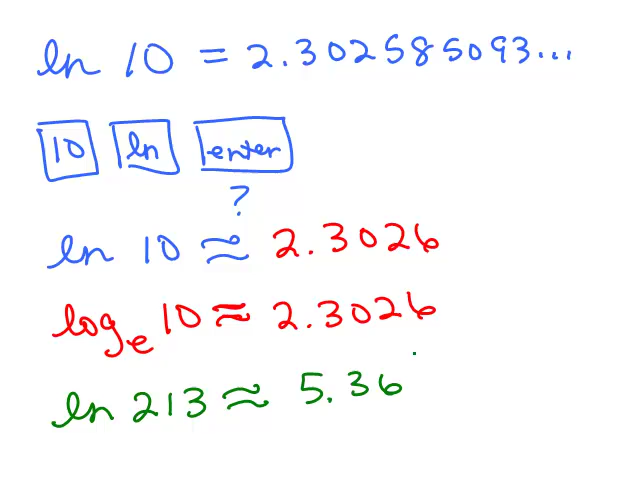 ln 10 = 2.302585093...
10 ln enter
?
ln 10 ≈ 2.3026
logₑ 10 ≈ 2.3026
ln 213 ≈ 5.36